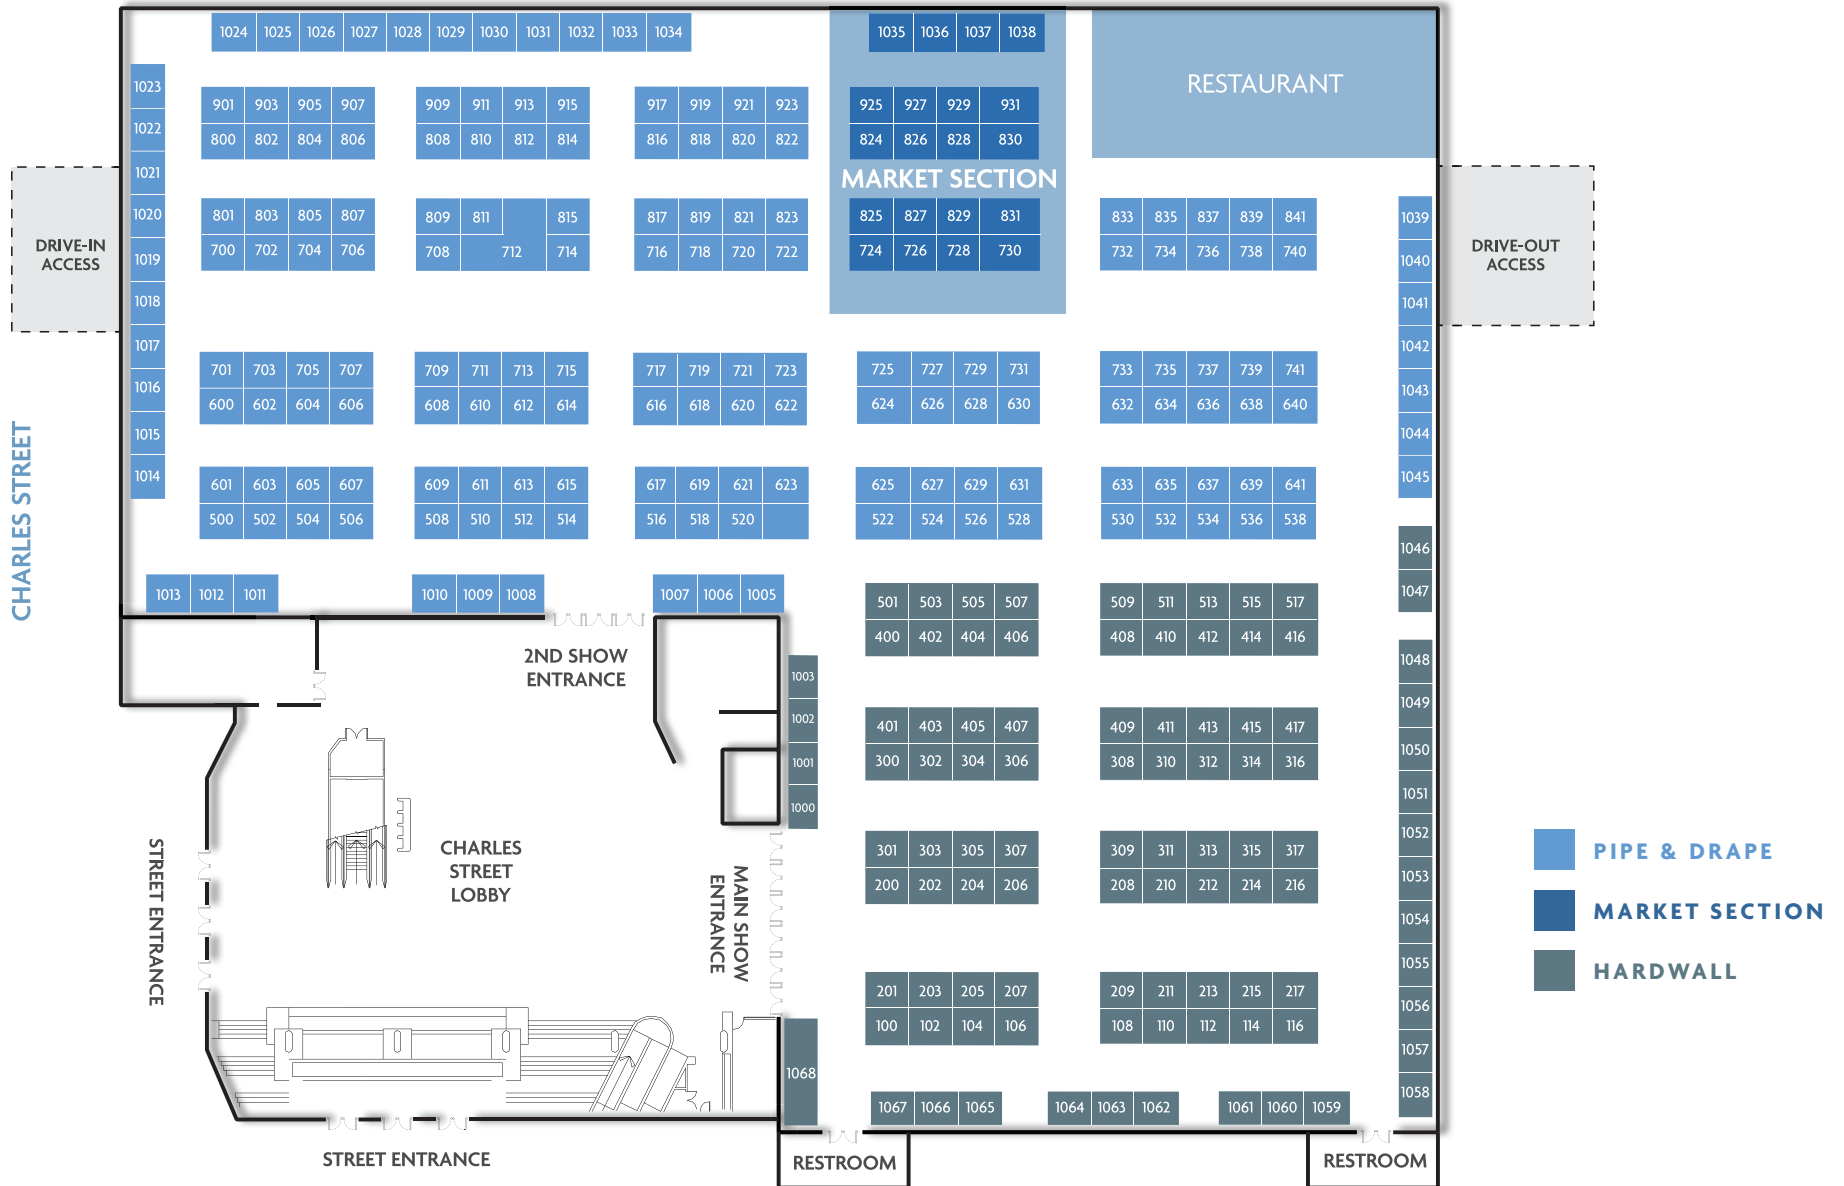 1024 1025 1026 1027 1028 1029 1030 1031 1032 1033 1034
1035 1036 1037 1038
RESTAURANT
1023
1022
1021
1020
1019
1018
1017
1016
1015
1014
901 903 905 907
800 802 804 806
909 911 913 915
808 810 812 814
917 919 921 923
816 818 820 822
925 927 929 931
824 826 828 830
MARKET SECTION
801 803 805 807
700 702 704 706
809 811 815
708 712 714
817 819 821 823
716 718 720 722
825 827 829 831
724 726 728 730
833 835 837 839 841
732 734 736 738 740
DRIVE-IN
ACCESS
DRIVE-OUT
ACCESS
1039
1040
1041
1042
1043
1044
1045
701 703 705 707
600 602 604 606
709 711 713 715
608 610 612 614
717 719 721 723
616 618 620 622
725 727 729 731
624 626 628 630
733 735 737 739 741
632 634 636 638 640
CHARLES STREET
601 603 605 607
500 502 504 506
609 611 613 615
508 510 512 514
617 619 621 623
516 518 520
625 627 629 631
522 524 526 528
633 635 637 639 641
530 532 534 536 538
1046
1047
1013 1012 1011
1010 1009 1008
1007 1006 1005
501 503 505 507
400 402 404 406
509 511 513 515 517
408 410 412 414 416
2ND SHOW
ENTRANCE
1003
1002
1001
1000
1048
1049
1050
1051
1052
1053
1054
1055
1056
1057
1058
401 403 405 407
300 302 304 306
409 411 413 415 417
308 310 312 314 316
STREET ENTRANCE
CHARLES
STREET
LOBBY
MAIN SHOW
ENTRANCE
301 303 305 307
200 202 204 206
309 311 313 315 317
208 210 212 214 216
PIPE & DRAPE
MARKET SECTION
HARDWALL
201 203 205 207
100 102 104 106
209 211 213 215 217
108 110 112 114 116
1068
1067 1066 1065
1064 1063 1062
1061 1060 1059
STREET ENTRANCE
RESTROOM
RESTROOM